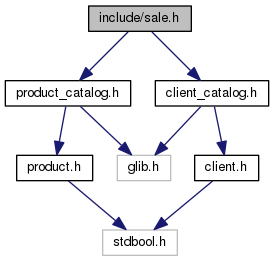 include/sale.h
product_catalog.h
client_catalog.h
product.h
glib.h
client.h
stdbool.h